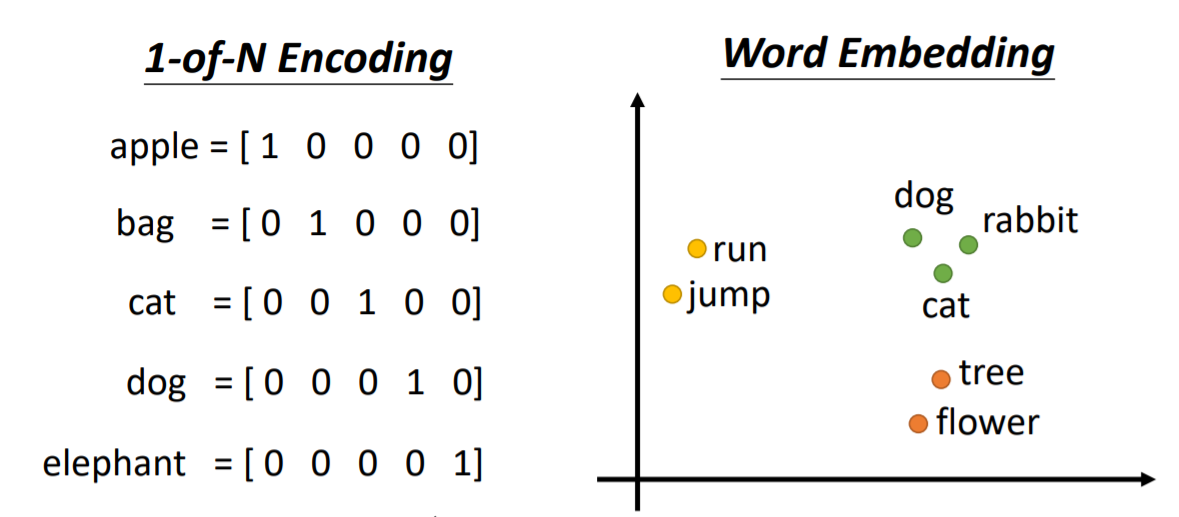 1-of-N Encoding
apple = [ 1 0 0 0 0]
bag = [ 0 1 0 0 0]
cat = [ 0 0 1 0 0]
dog = [ 0 0 0 1 0]
elephant = [ 0 0 0 0 1]
Word Embedding
dog
rabbit
run
jump
cat
tree
flower